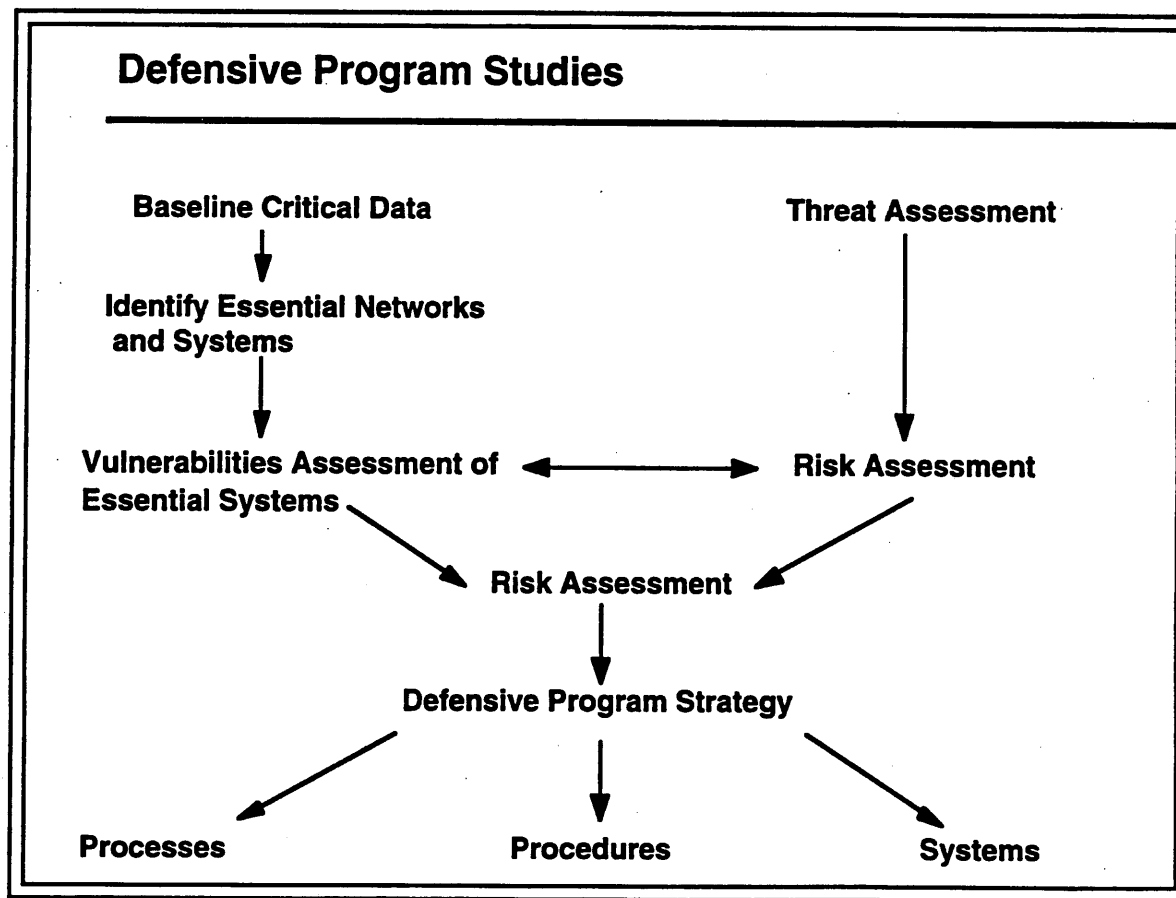 Defensive Program Studies
Baseline Critical Data
Threat Assessment
Identify Essential Networks
and Systems
Vulnerabilities Assessment of
Essential Systems
Risk Assessment
Risk Assessment
Defensive Program Strategy
Processes
Procedures
Systems